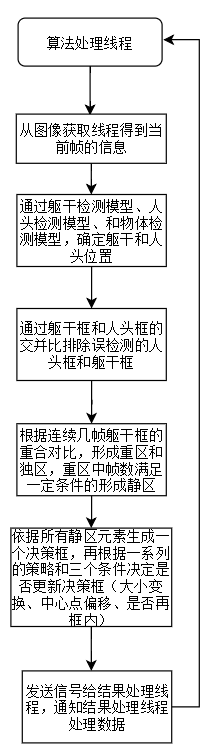 算法处理线程
从图像获取线程得到当
前帧的信息
通过躯干检测模型、人
头检测模型、和物体检
测模型，确定躯干和人
头位置
通过躯干框和人头框的
交并比排除误检测的人
头框和躯干框
根据连续几帧躯干框的
重合对比，形成重区和
独区，重区中帧数满足
一定条件的形成静区
依据所有静区元素生成一
个决策框，再根据一系列
的策略和三个条件决定是
否更新决策框（大小变
换、中心点偏移、是否再
框内）
发送信号给结果处理线
程，通知结果处理线程
处理数据